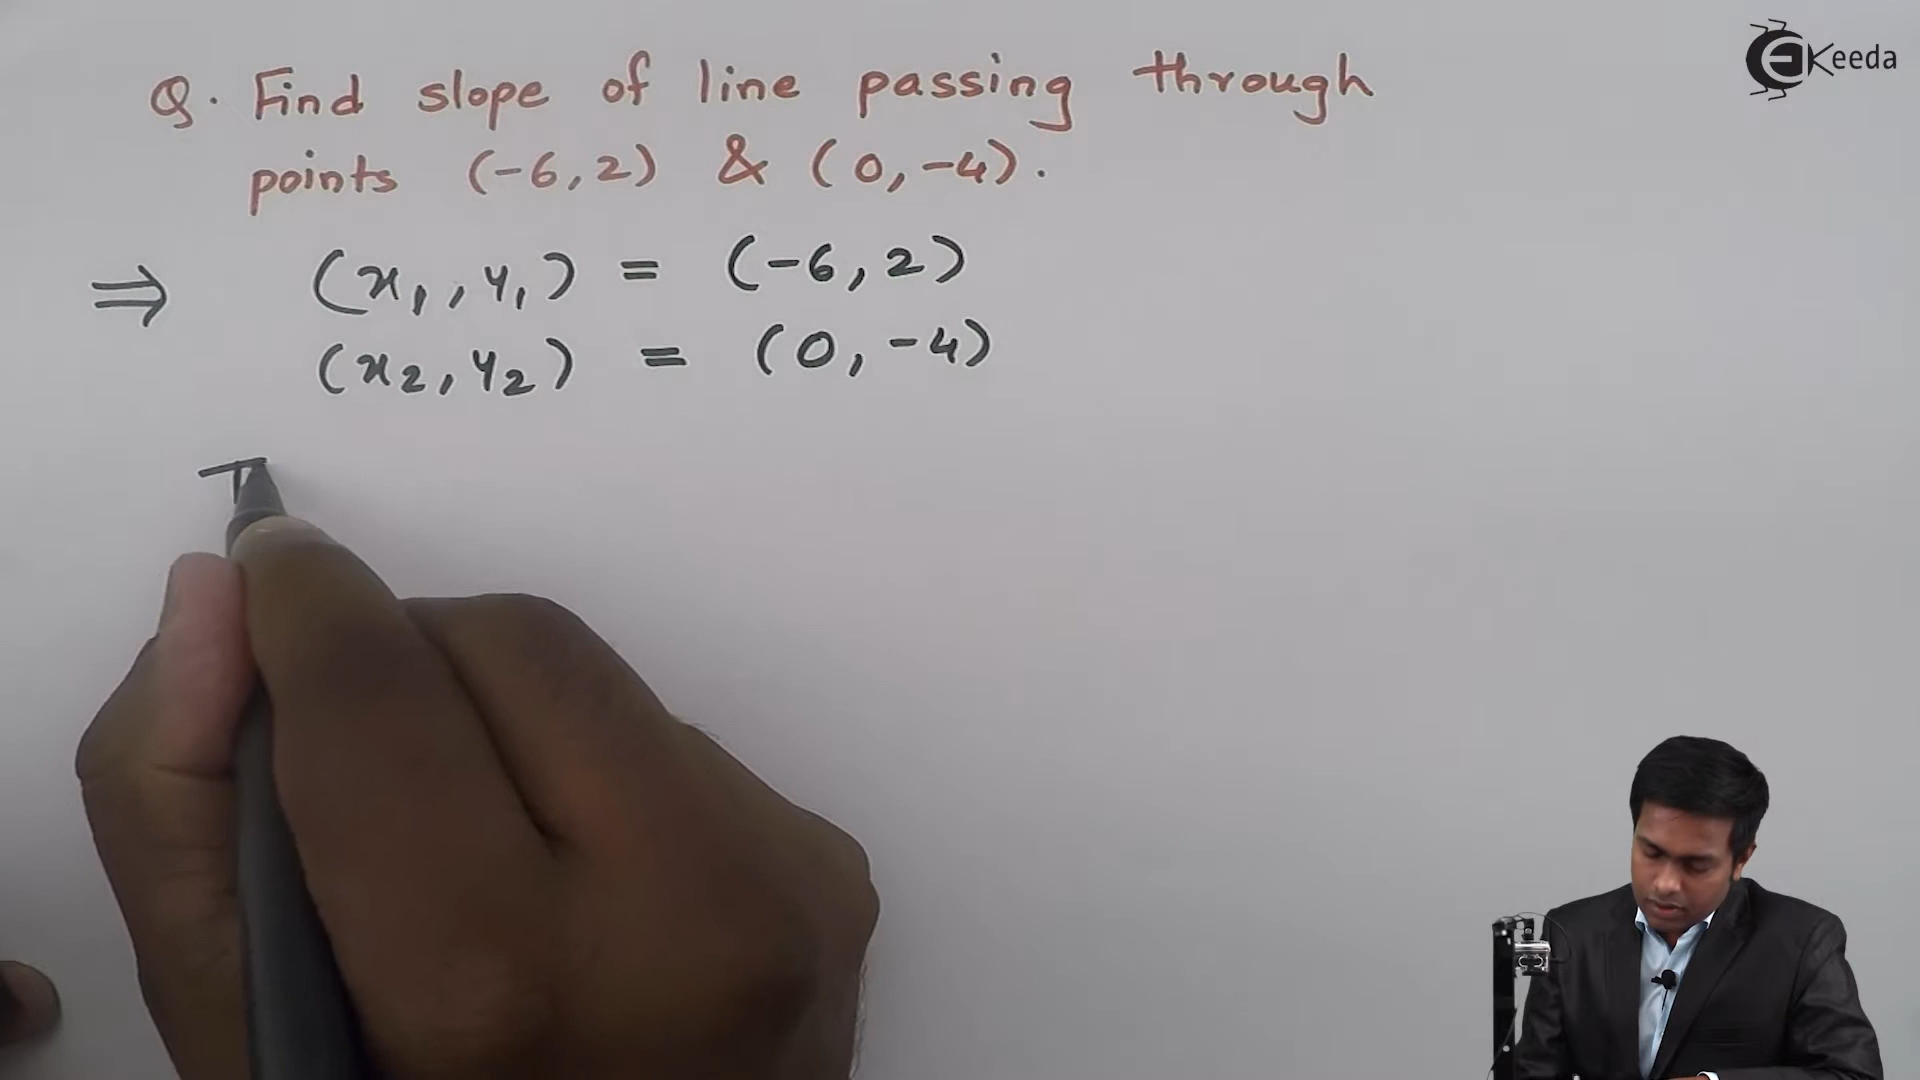 Keeda
Q. Find slope of line passing through
points (-6,2) & (0,-4).
⇒ (x₁,y₁) = (-6,2)
(x₂,y₂) = (0,-4)
T